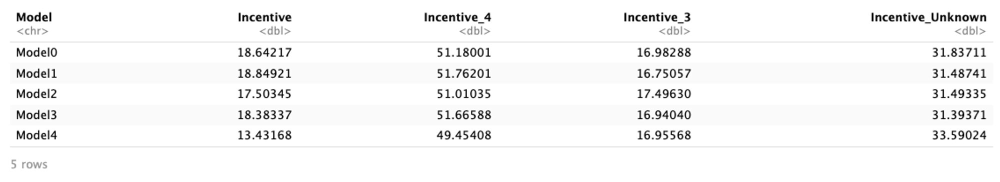 Model Incentive Incentive_4 Incentive_3 Incentive_Unknown
<chr> <dbl> <dbl> <dbl> <dbl>
Model0 18.64217 51.18001 16.98288 31.83711
Model1 18.84921 51.76201 16.75057 31.48741
Model2 17.50345 51.01035 17.49630 31.49335
Model3 18.38337 51.66588 16.94040 31.39371
Model4 13.43168 49.45408 16.95568 33.59024
5 rows